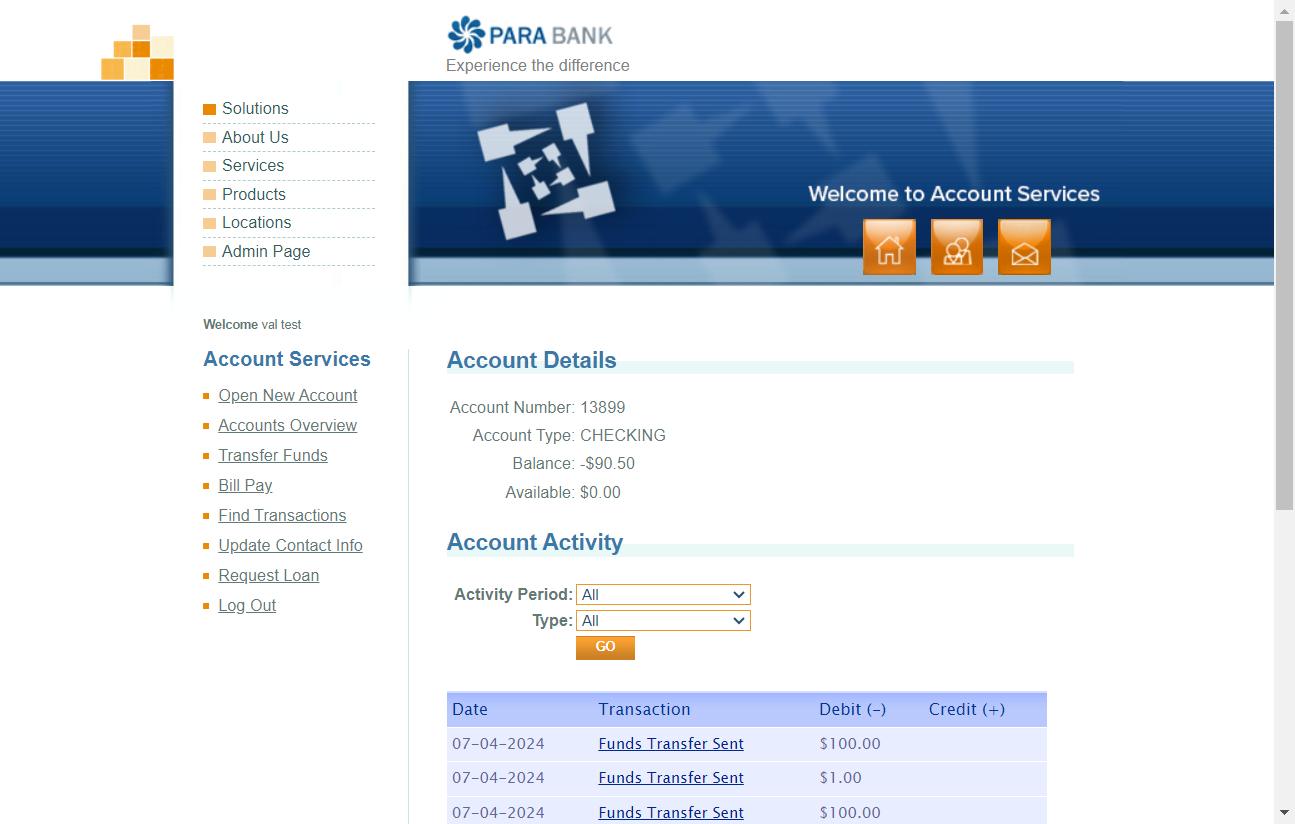 PARA BANK
Experience the difference
Solutions
About Us
Services
Products
Locations
Admin Page
Welcome to Account Services
Welcome val test
Account Services
Open New Account
Accounts Overview
Transfer Funds
Bill Pay
Find Transactions
Update Contact Info
Request Loan
Log Out
Account Details
Account Number: 13899
Account Type: CHECKING
Balance: -$90.50
Available: $0.00
Account Activity
Activity Period: All
Type: All
GO
Date Transaction Debit (-) Credit (+)
07-04-2024 Funds Transfer Sent $100.00
07-04-2024 Funds Transfer Sent $1.00
07-04-2024 Funds Transfer Sent $100.00